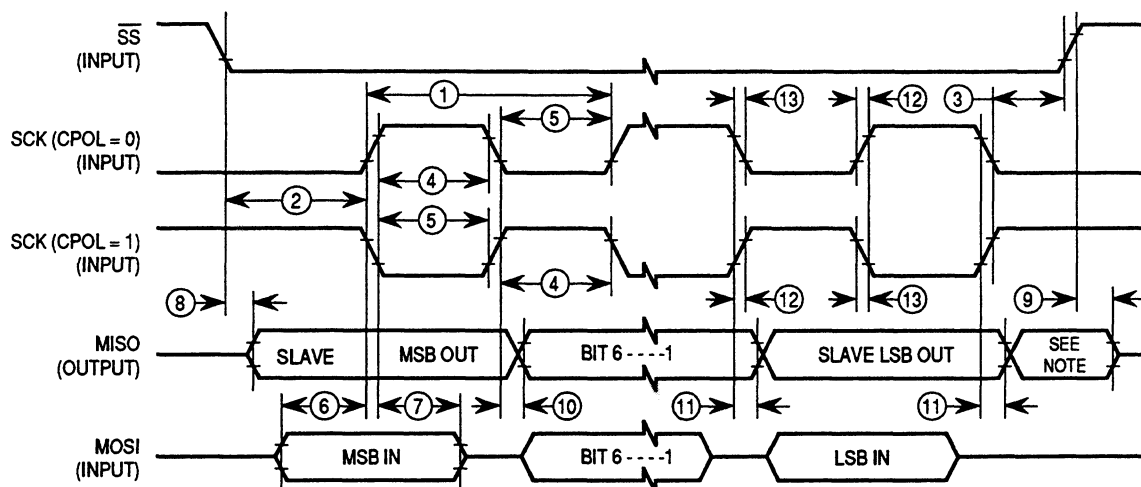 SS
(INPUT)
1
13
12
3
5
SCK (CPOL = 0)
(INPUT)
4
2
5
SCK (CPOL = 1)
(INPUT)
4
12
13
8
9
MISO
(OUTPUT)
SLAVE
MSB OUT
BIT 6 - - - - -1
SLAVE LSB OUT
SEE
NOTE
6
7
10
11
11
MOSI
(INPUT)
MSB IN
BIT 6 - - - - -1
LSB IN